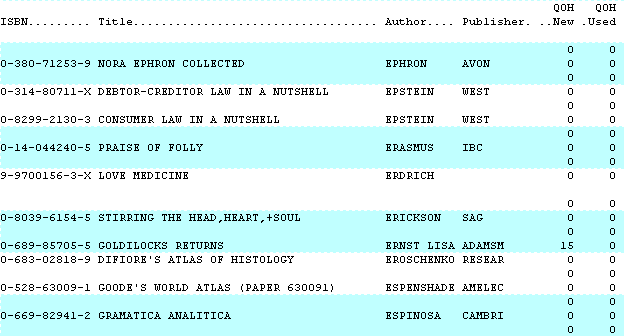 QOH QOH
ISBN......... Title.................................... Author.... Publisher. ..New .Used
0 0
0-380-71253-9 NORA EPHRON COLLECTED EPHRON AVON 0 0
0 0
0-314-80711-X DEBTOR-CREDITOR LAW IN A NUTSHELL EPSTEIN WEST 0 0
0 0
0-8299-2130-3 CONSUMER LAW IN A NUTSHELL EPSTEIN WEST 0 0
0 0
0-14-044240-5 PRAISE OF FOLLY ERASMUS IBC 0 0
0 0
9-9700156-3-X LOVE MEDICINE ERDRICH 0 0
0 0
0-8039-6154-5 STIRRING THE HEAD,HEART,+SOUL ERICKSON SAG 0 0
0 0
0-689-85705-5 GOLDILOCKS RETURNS ERNST LISA ADAMSM 15 0
0-683-02818-9 DIFIORE'S ATLAS OF HISTOLOGY EROSCHENKO RESEAR 0 0
0 0
0-528-63009-1 GOODE'S WORLD ATLAS (PAPER 630091) ESPENSHADE AMELEC 0 0
0 0
0-669-82941-2 GRAMATICA ANALITICA ESPINOSA CAMBRI 0 0
0 0